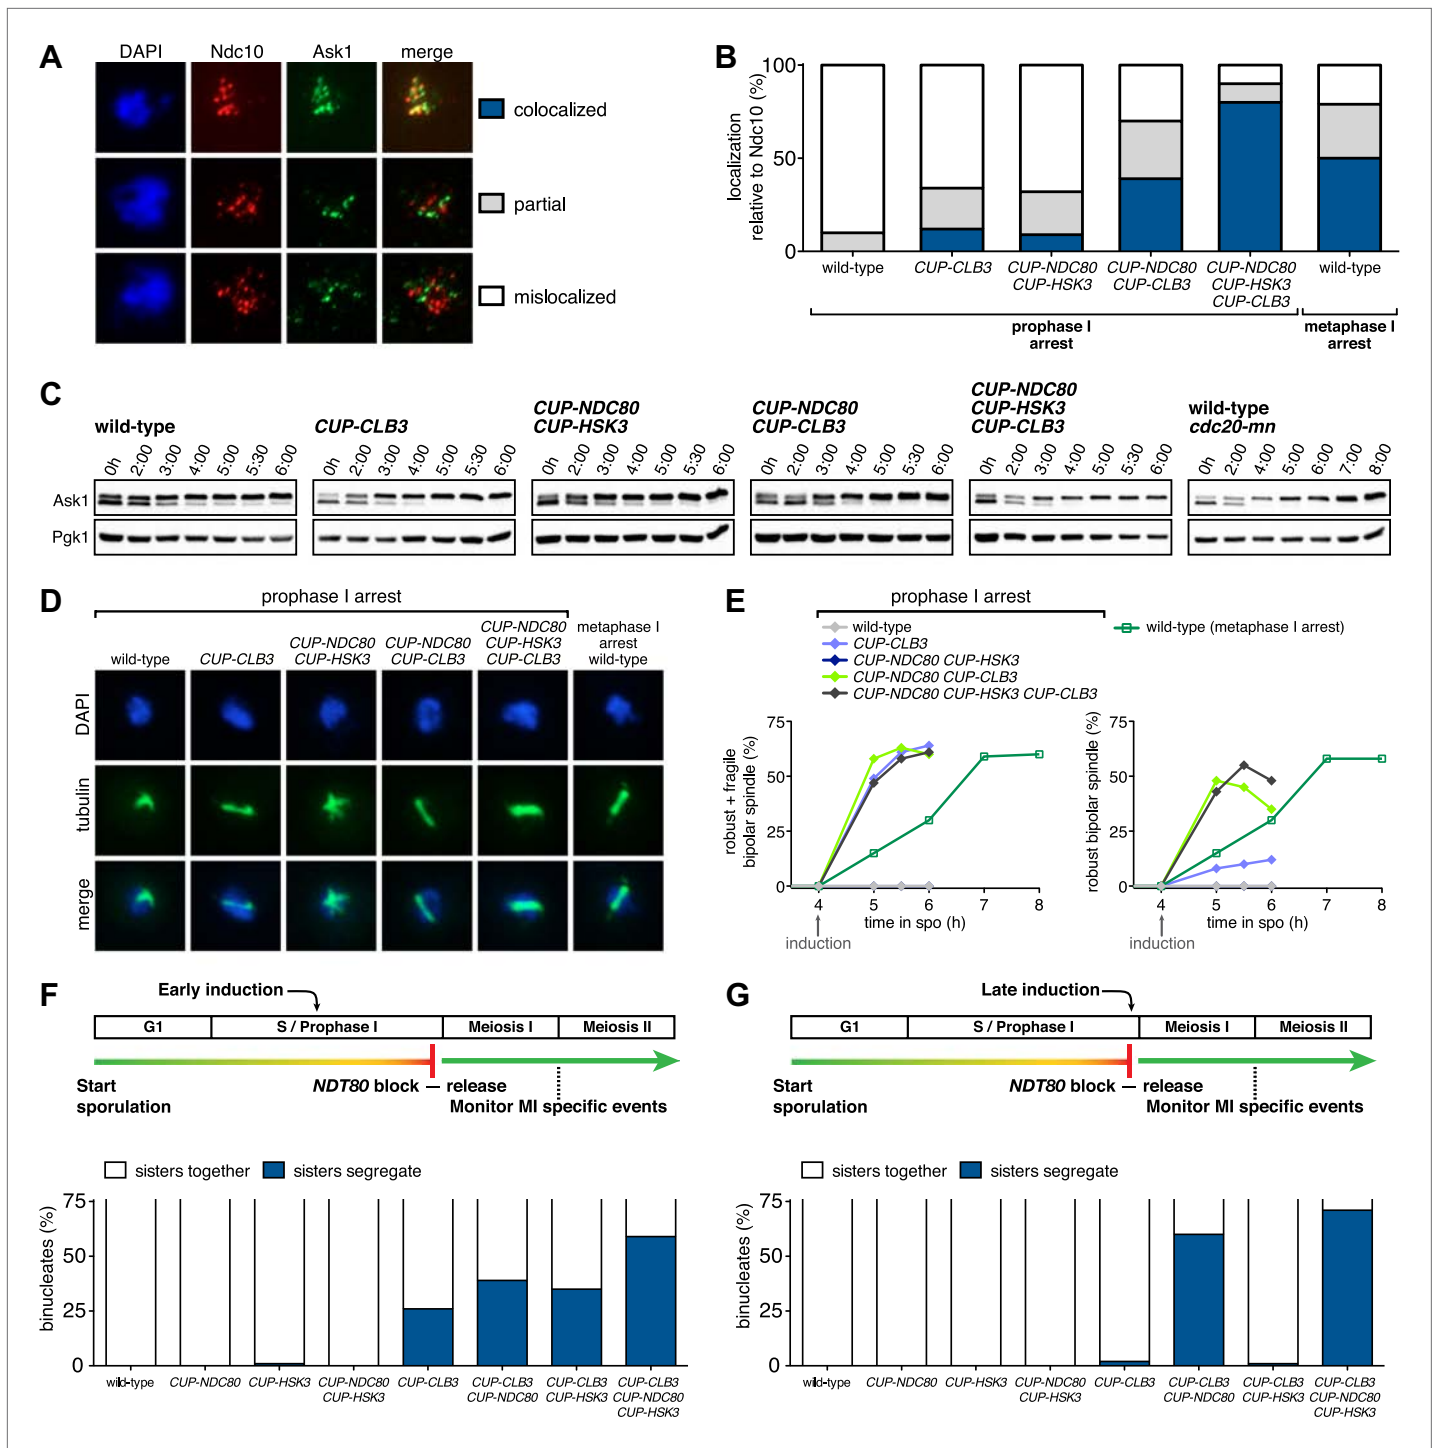 A
DAPI Ndc10 Ask1 merge
colocalized
partial
mislocalized
B
localization
relative to Ndc10 (%)
100
50
0
wild-type CUP-CLB3 CUP-NDC80 CUP-NDC80 CUP-NDC80 wild-type
CUP-HSK3 CUP-CLB3 CUP-HSK3
CUP-CLB3
prophase I metaphase I
arrest arrest
C
wild-type
0h 2:00 3:00 4:00 5:00 5:30 6:00
CUP-CLB3
0h 2:00 3:00 4:00 5:00 5:30 6:00
CUP-NDC80
CUP-HSK3
0h 2:00 3:00 4:00 5:00 5:30 6:00
CUP-NDC80
CUP-CLB3
0h 2:00 3:00 4:00 5:00 5:30 6:00
CUP-NDC80
CUP-HSK3
CUP-CLB3
0h 2:00 3:00 4:00 5:00 5:30 6:00
wild-type
cdc20-mn
0h 2:00 4:00 5:00 6:00 7:00 8:00
Ask1
Pgk1
D
prophase I arrest
wild-type
CUP-CLB3
CUP-NDC80
CUP-HSK3
CUP-NDC80
CUP-CLB3
CUP-NDC80
CUP-HSK3
CUP-CLB3
metaphase I
arrest
wild-type
DAPI
tubulin
merge
E
prophase I arrest
wild-type
CUP-CLB3
CUP-NDC80 CUP-HSK3
CUP-NDC80 CUP-CLB3
CUP-NDC80 CUP-HSK3 CUP-CLB3
wild-type (metaphase I arrest)
robust + fragile
bipolar spindle (%)
75
50
25
0
4 5 6 7 8
time in spo (h)
induction
robust bipolar spindle (%)
75
50
25
0
4 5 6 7 8
time in spo (h)
induction
F
Early induction
G1 S / Prophase I Meiosis I Meiosis II
Start
sporulation
NDT80 block — release
Monitor MI specific events
sisters together sisters segregate
binucleates (%)
75
50
25
0
wild-type CUP-NDC80 CUP-HSK3 CUP-NDC80 CUP-CLB3 CUP-CLB3 CUP-CLB3 CUP-CLB3
CUP-HSK3 CUP-NDC80 CUP-HSK3 CUP-NDC80
CUP-HSK3
G
Late induction
G1 S / Prophase I Meiosis I Meiosis II
Start
sporulation
NDT80 block — release
Monitor MI specific events
sisters together sisters segregate
binucleates (%)
75
50
25
0
wild-type CUP-NDC80 CUP-HSK3 CUP-NDC80 CUP-CLB3 CUP-CLB3 CUP-CLB3 CUP-CLB3
CUP-HSK3 CUP-NDC80 CUP-HSK3 CUP-NDC80
CUP-HSK3